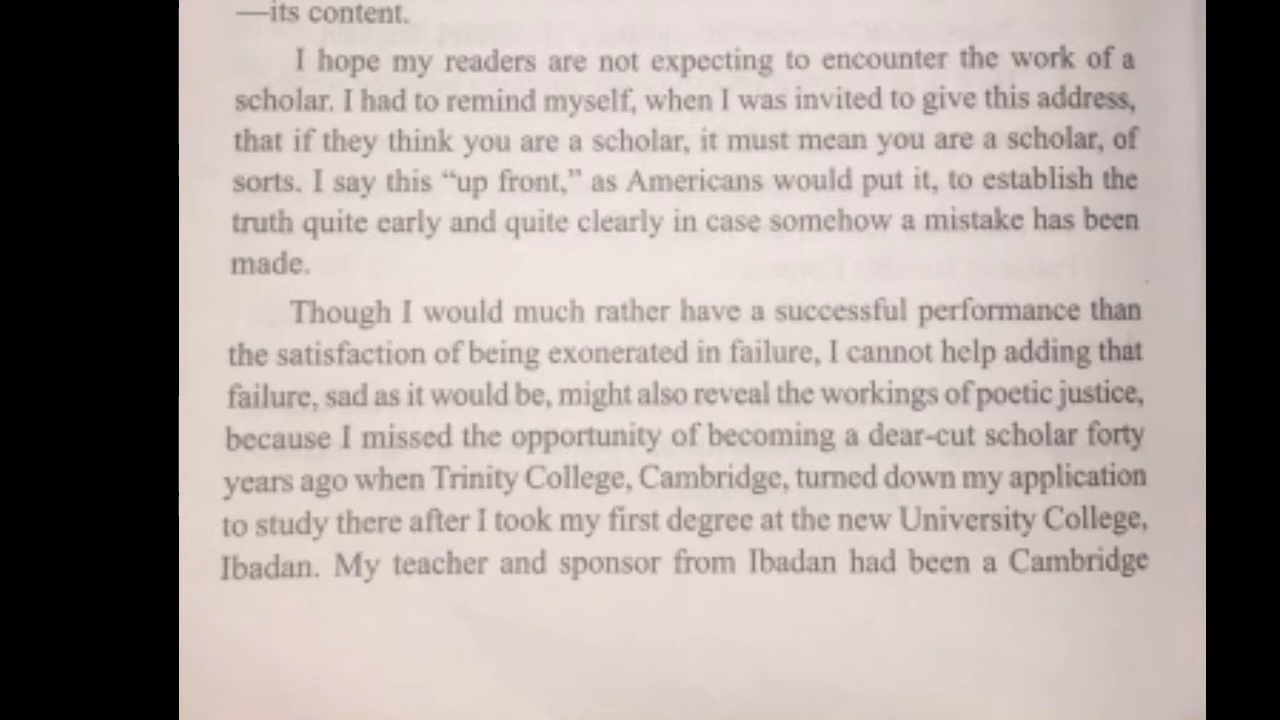 —its content.
I hope my readers are not expecting to encounter the work of a
scholar. I had to remind myself, when I was invited to give this address,
that if they think you are a scholar, it must mean you are a scholar, of
sorts. I say this “up front,” as Americans would put it, to establish the
truth quite early and quite clearly in case somehow a mistake has been
made.
Though I would much rather have a successful performance than
the satisfaction of being exonerated in failure, I cannot help adding that
failure, sad as it would be, might also reveal the workings of poetic justice,
because I missed the opportunity of becoming a dear-cut scholar forty
years ago when Trinity College, Cambridge, turned down my application
to study there after I took my first degree at the new University College,
Ibadan. My teacher and sponsor from Ibadan had been a Cambridge